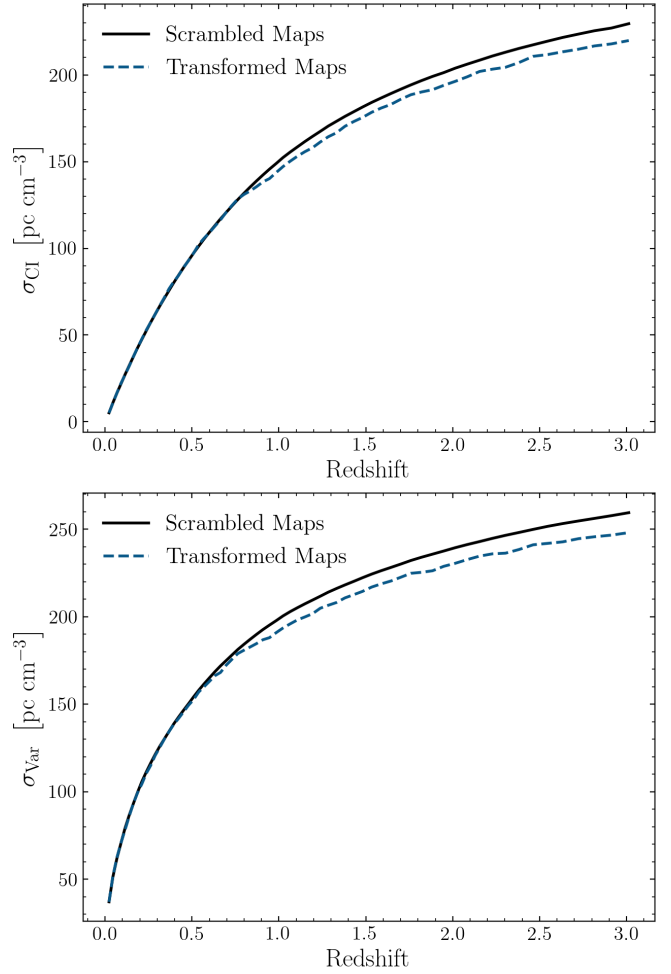 Scrambled Maps
Transformed Maps
200
150
100
50
0
σCI [pc cm−3]
0.0 0.5 1.0 1.5 2.0 2.5 3.0
Redshift
Scrambled Maps
Transformed Maps
250
200
150
100
50
σVar [pc cm−3]
0.0 0.5 1.0 1.5 2.0 2.5 3.0
Redshift